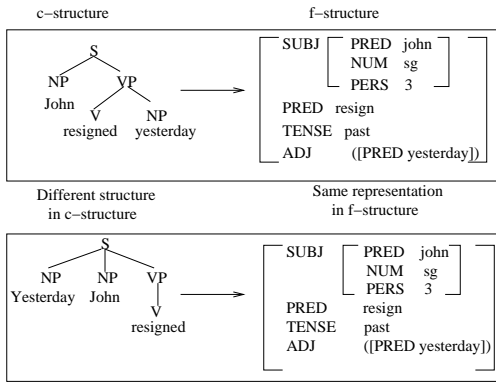 c-structure f-structure
S
NP VP
John
V NP
resigned yesterday
SUBJ PRED john
NUM sg
PERS 3
PRED resign
TENSE past
ADJ ([PRED yesterday])
Different structure
in c-structure
Same representation
in f-structure
S
NP NP VP
Yesterday John
V
resigned
SUBJ PRED john
NUM sg
PERS 3
PRED resign
TENSE past
ADJ ([PRED yesterday])